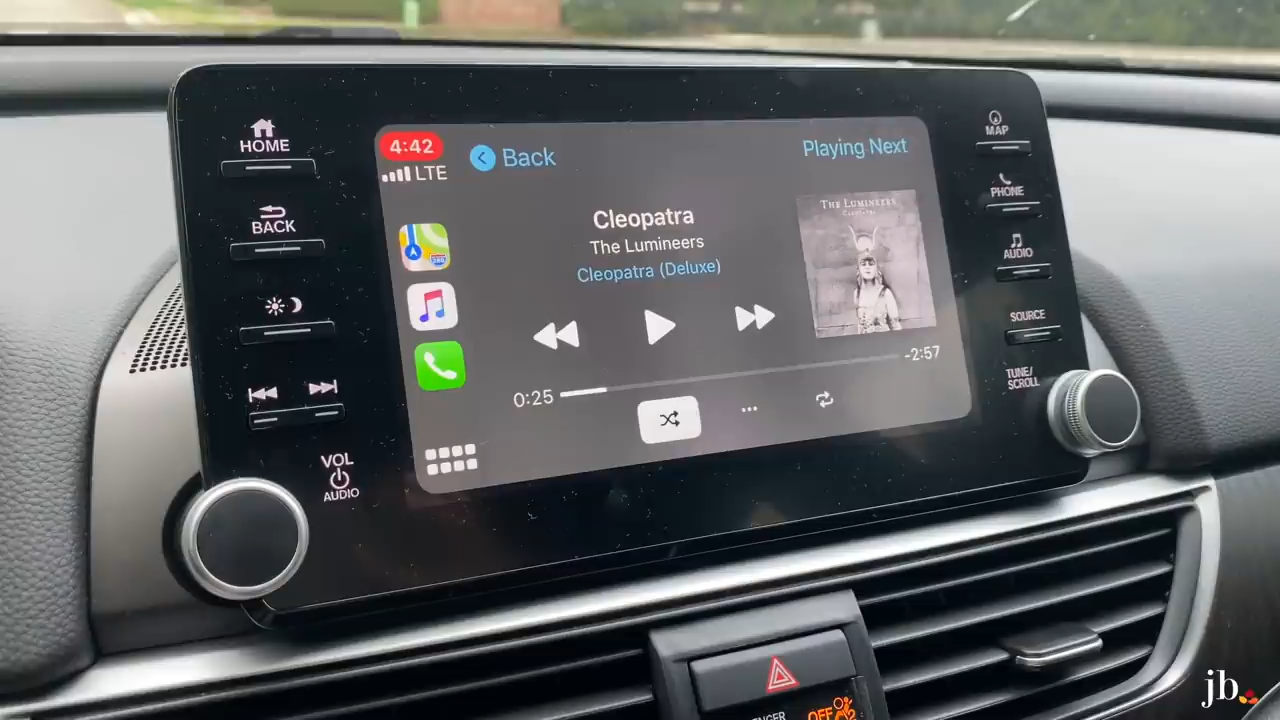 HOME
BACK
VOL
AUDIO
4:42
LTE
Back
Playing Next
Cleopatra
The Lumineers
Cleopatra (Deluxe)
0:25
-2:57
THE LUMINEERS
CLEOPATRA
MAP
PHONE
AUDIO
SOURCE
TUNE/
SCROLL
OFF
jb